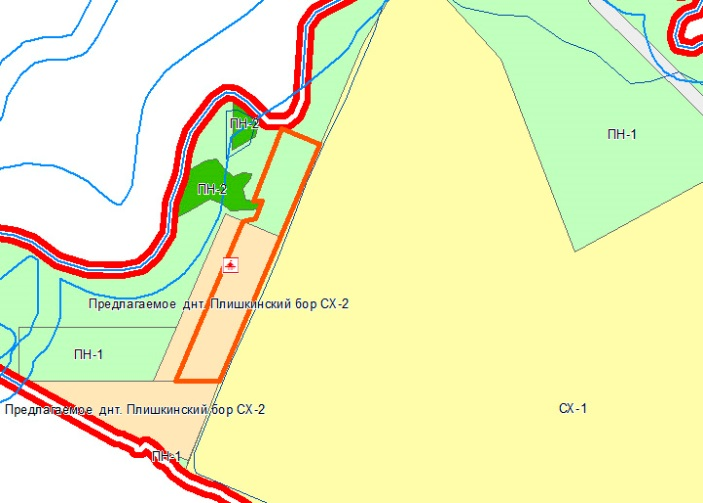 ПН-2
ПН-1
ПН-2
Предлагаемое днт. Плишкинский бор СХ-2
ПН-1
Предлагаемое днт. Плишкинский бор СХ-2
СХ-1
ПН-1